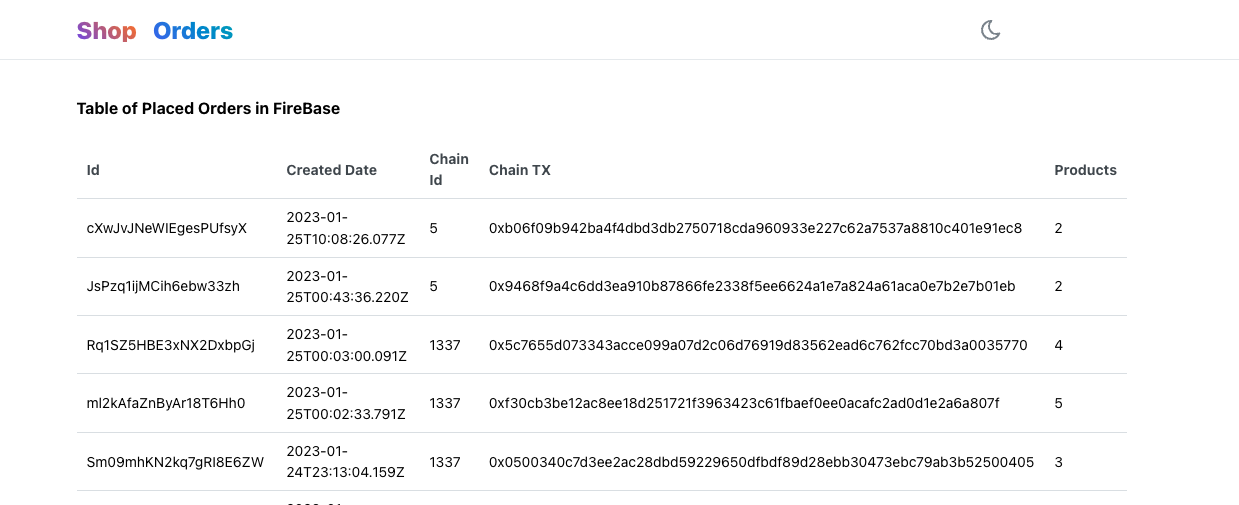 Shop Orders
Table of Placed Orders in FireBase
Id Created Date Chain Id Chain TX Products
cXwJvJNeWIEgesPUfsyX 2023-01-25T10:08:26.077Z 5 0xb06f09b942ba4f4dbd3db2750718cda960933e227c62a7537a8810c401e91ec8 2
JsPzq1ijMCih6ebw33zh 2023-01-25T00:43:36.220Z 5 0x9468f9a4c6dd3ea910b87866fe2338f5ee6624a1e7a824a61aca0e7b2e7b01eb 2
Rq1SZ5HBE3xNX2DxbpGj 2023-01-25T00:03:00.091Z 1337 0x5c7655d073343acce099a07d2c06d76919d83562ead6c762fcc70bd3a0035770 4
ml2kAfaZnByAr18T6Hh0 2023-01-25T00:02:33.791Z 1337 0xf30cb3be12ac8ee18d251721f3963423c61fbaef0ee0acafc2ad0d1e2a6a807f 5
Sm09mhKN2kq7gRI8E6ZW 2023-01-24T23:13:04.159Z 1337 0x0500340c7d3ee2ac28dbd59229650dfbdf89d28ebb30473ebc79ab3b52500405 3